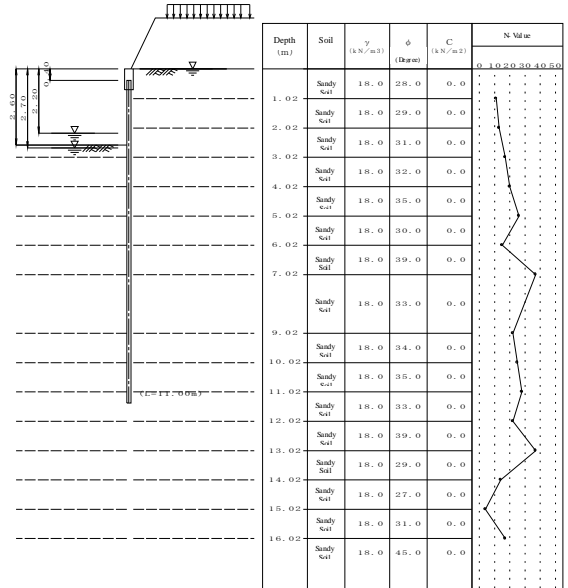 Depth (m) Soil γ (kN/m3) φ (Degree) C (kN/m2) N-Value
0 10 20 30 40 50
Sandy Soil 18.0 28.0 0.0
1.02
Sandy Soil 18.0 29.0 0.0
2.02
Sandy Soil 18.0 31.0 0.0
3.02
Sandy Soil 18.0 32.0 0.0
4.02
Sandy Soil 18.0 35.0 0.0
5.02
Sandy Soil 18.0 30.0 0.0
6.02
Sandy Soil 18.0 39.0 0.0
7.02
Sandy Soil 18.0 33.0 0.0
9.02
Sandy Soil 18.0 34.0 0.0
10.02
Sandy Soil 18.0 35.0 0.0
11.02
Sandy Soil 18.0 33.0 0.0
12.02
Sandy Soil 18.0 39.0 0.0
13.02
Sandy Soil 18.0 29.0 0.0
14.02
Sandy Soil 18.0 27.0 0.0
15.02
Sandy Soil 18.0 31.0 0.0
16.02
Sandy Soil 18.0 45.0 0.0
2.60
2.70
2.20
0.40
(L=11.00m)